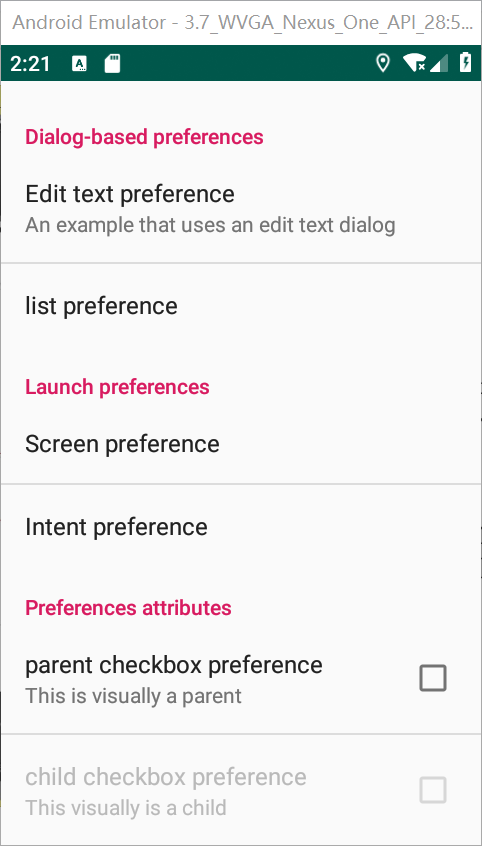 Android Emulator - 3.7_WVGA_Nexus_One_API_28:5...
2:21
Dialog-based preferences
Edit text preference
An example that uses an edit text dialog
list preference
Launch preferences
Screen preference
Intent preference
Preferences attributes
parent checkbox preference
This is visually a parent
child checkbox preference
This visually is a child